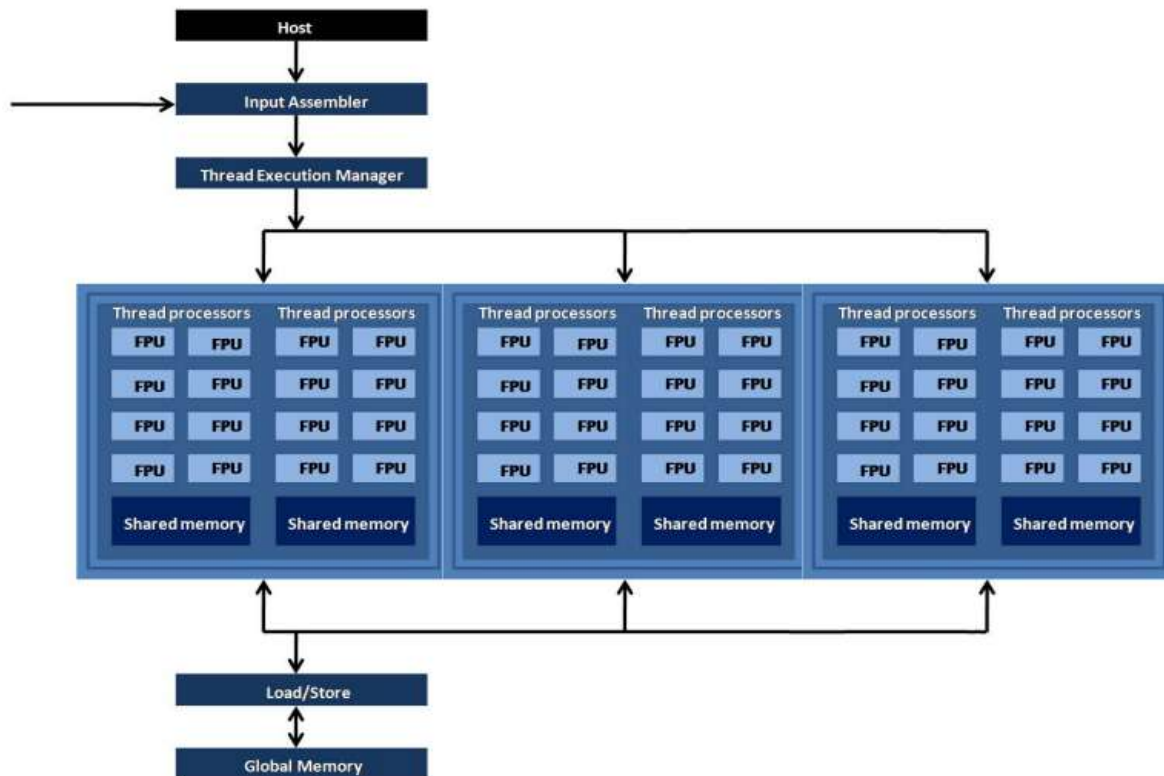 Host
Input Assembler
Thread Execution Manager
Thread processors Thread processors Thread processors Thread processors Thread processors Thread processors
FPU FPU FPU FPU FPU FPU FPU FPU FPU FPU FPU FPU
FPU FPU FPU FPU FPU FPU FPU FPU FPU FPU FPU FPU
FPU FPU FPU FPU FPU FPU FPU FPU FPU FPU FPU FPU
FPU FPU FPU FPU FPU FPU FPU FPU FPU FPU FPU FPU
Shared memory Shared memory Shared memory Shared memory Shared memory Shared memory
Load/Store
Global Memory